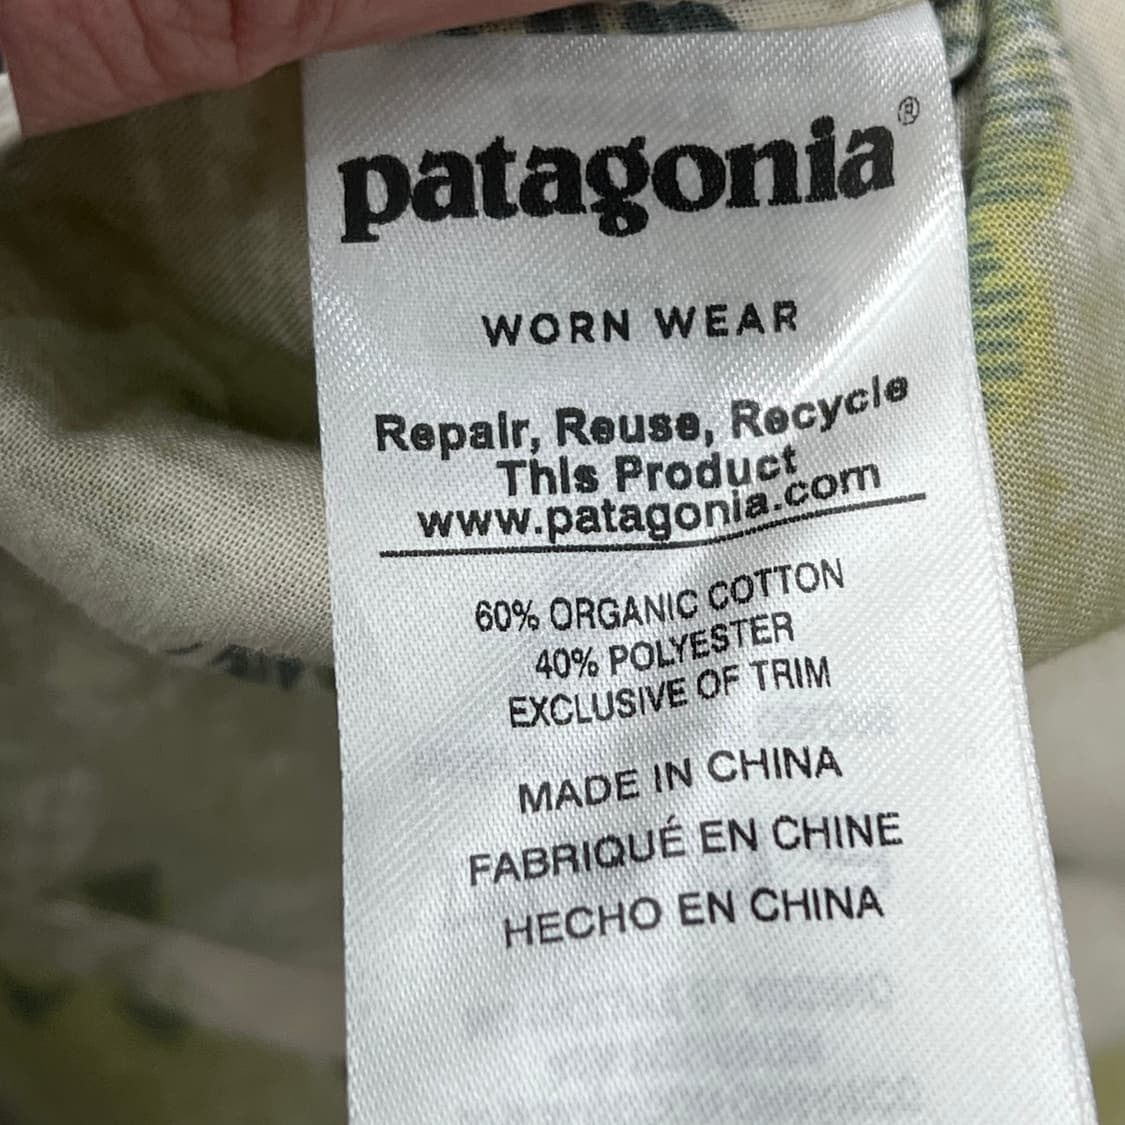 patagonia®
WORN WEAR
Repair, Reuse, Recycle
This Product
www.patagonia.com
60% ORGANIC COTTON
40% POLYESTER
EXCLUSIVE OF TRIM
MADE IN CHINA
FABRIQUÉ EN CHINE
HECHO EN CHINA